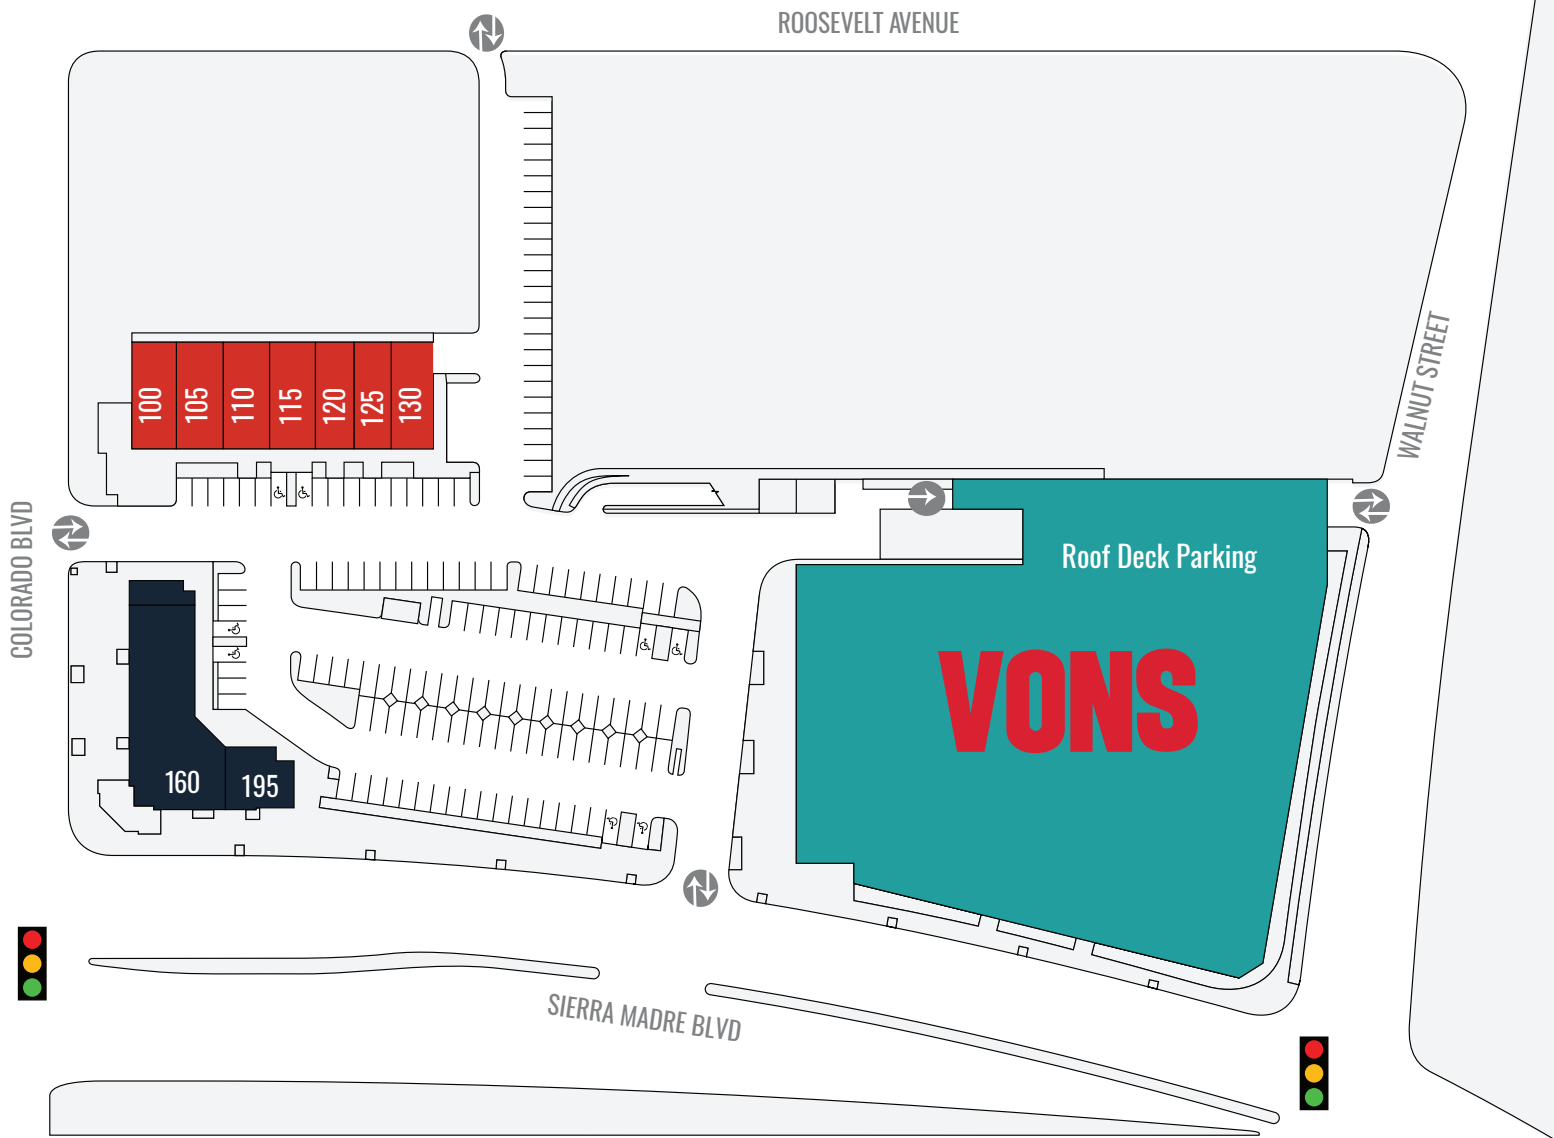 ROOSEVELT AVENUE
WALNUT STREET
100
105
110
115
120
125
130
COLORADO BLVD
Roof Deck Parking
VONS
160
195
SIERRA MADRE BLVD